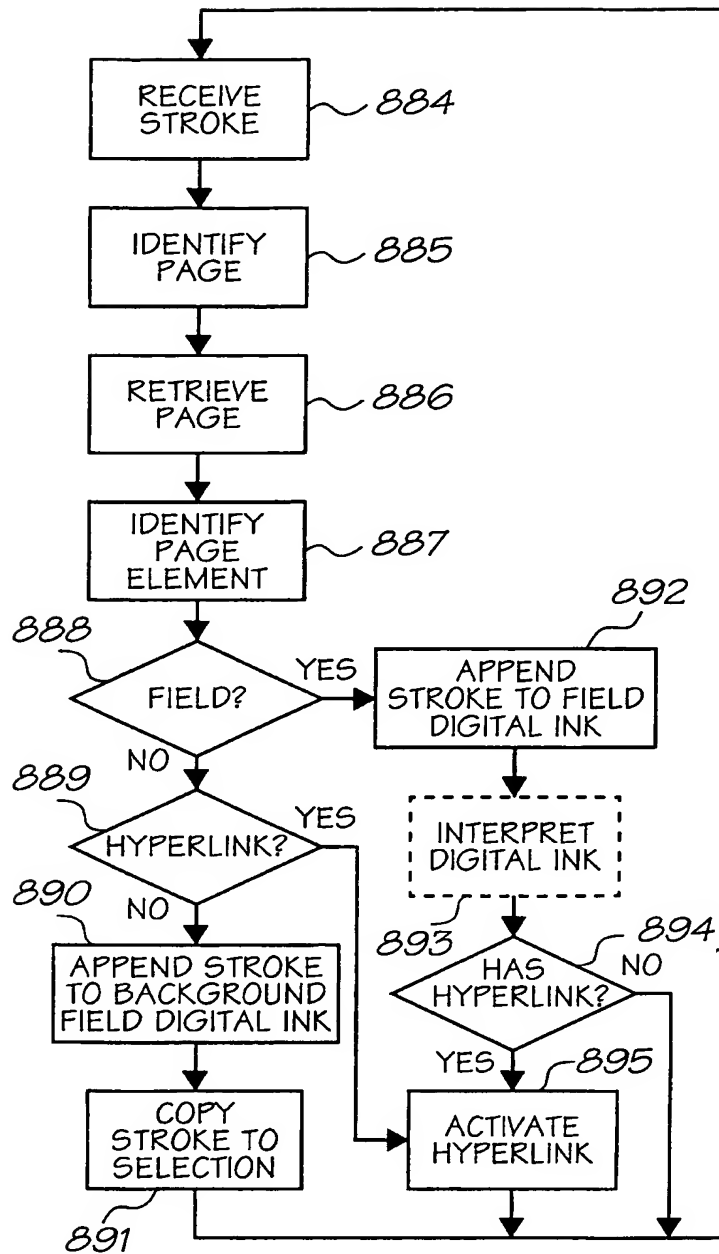 RECEIVE
STROKE
884
IDENTIFY
PAGE
885
RETRIEVE
PAGE
886
IDENTIFY
PAGE
ELEMENT
887
888
FIELD?
YES
NO
892
APPEND
STROKE TO FIELD
DIGITAL INK
889
HYPERLINK?
YES
NO
INTERPRET
DIGITAL INK
893
890
APPEND STROKE
TO BACKGROUND
FIELD DIGITAL INK
894
HAS
HYPERLINK?
NO
YES
895
COPY
STROKE TO
SELECTION
891
ACTIVATE
HYPERLINK